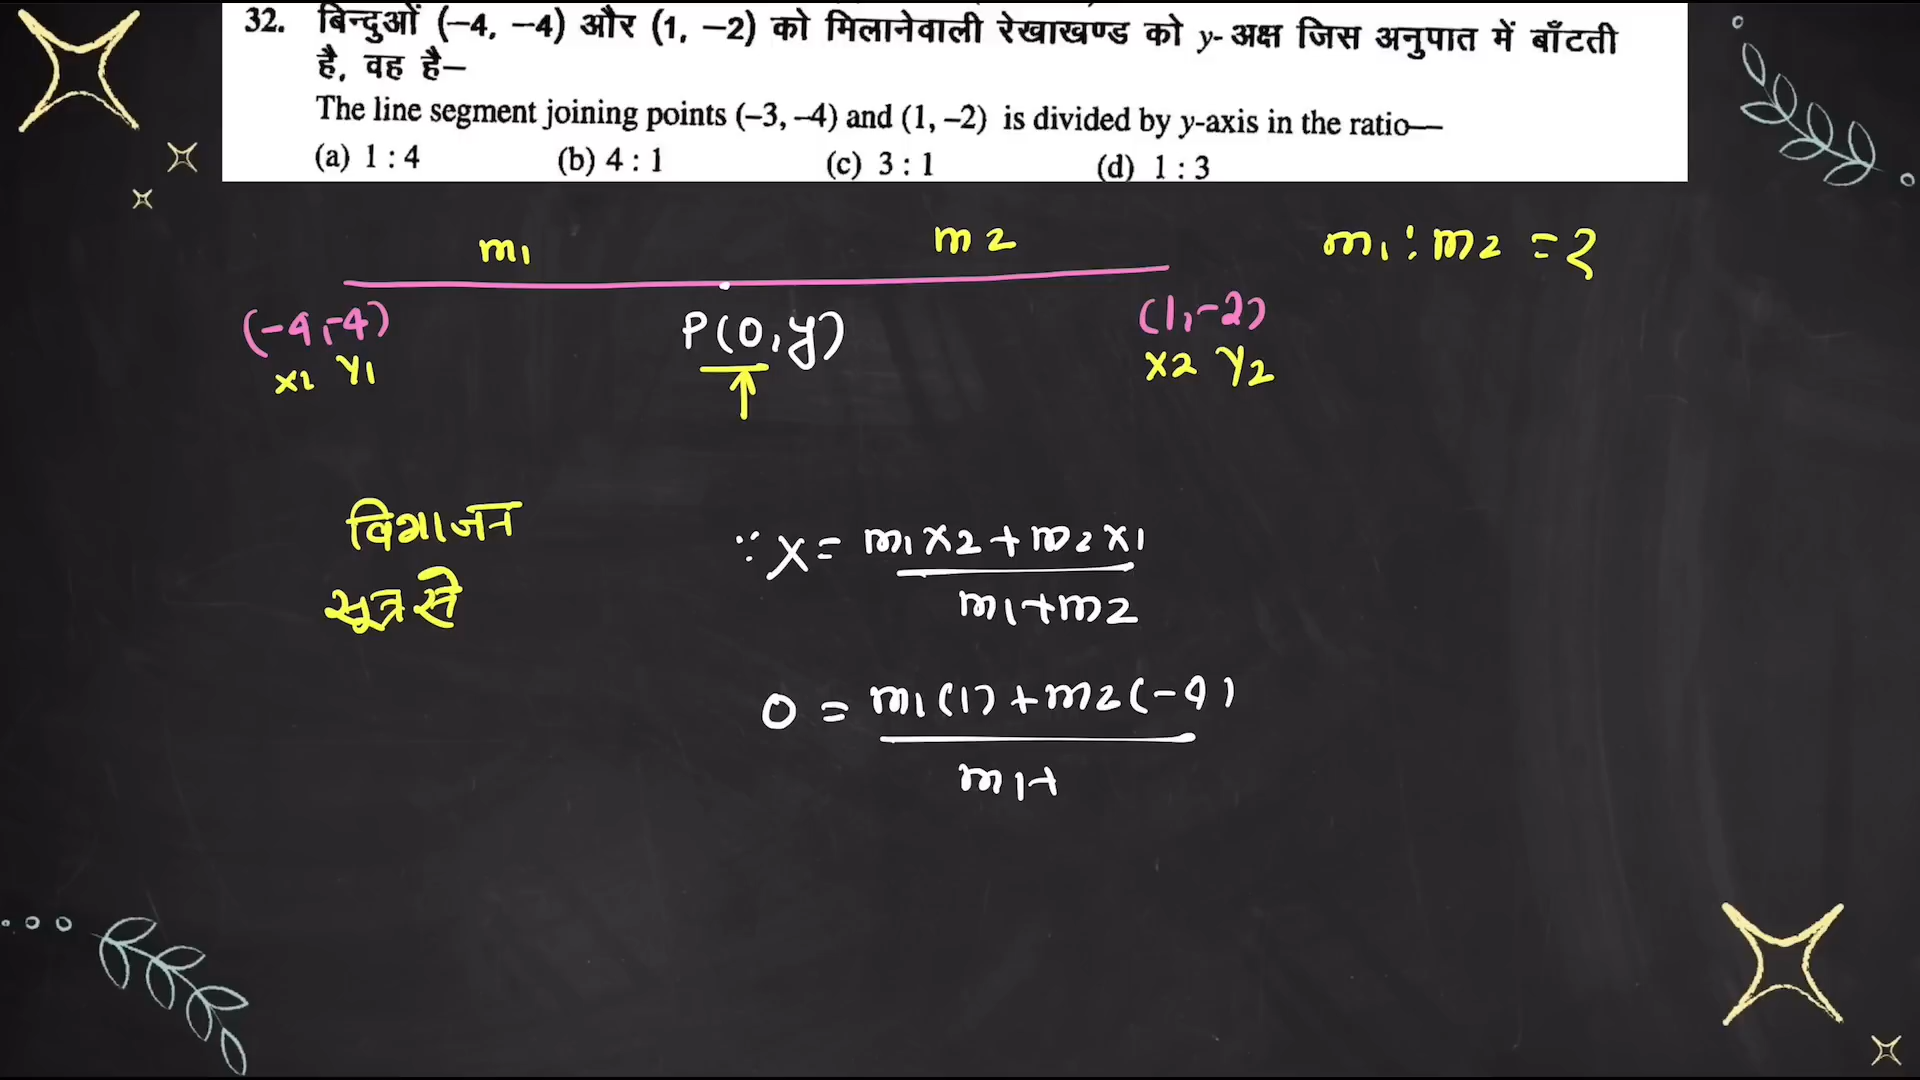 32. बिन्दुओं (–4, –4) और (1, –2) को मिलानेवाली रेखाखण्ड को y- अक्ष जिस अनुपात में बाँटती
है, वह है–
The line segment joining points (–3, –4) and (1, –2) is divided by y-axis in the ratio—
(a) 1 : 4 (b) 4 : 1 (c) 3 : 1 (d) 1 : 3
m1 m2 m1 : m2 = ?
(-4,-4) P(0,y) (1,-2)
x1 y1 x2 y2
विभाजन
सूत्र से
∵ x = m1x2+m2x1
m1+m2
0 = m1(1)+m2(-4)
m1+